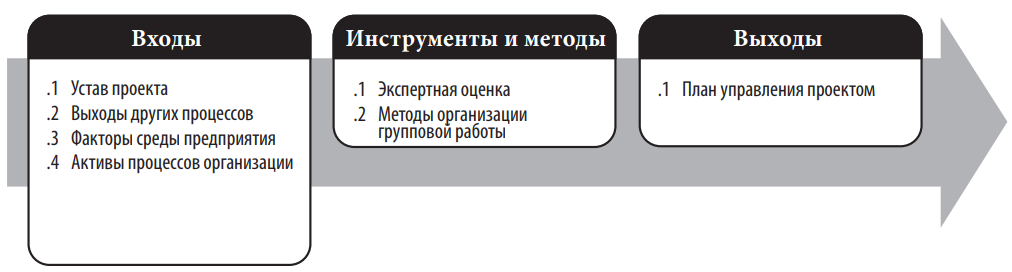 Входы
.1 Устав проекта
.2 Выходы других процессов
.3 Факторы среды предприятия
.4 Активы процессов организации
Инструменты и методы
.1 Экспертная оценка
.2 Методы организации
групповой работы
Выходы
.1 План управления проектом